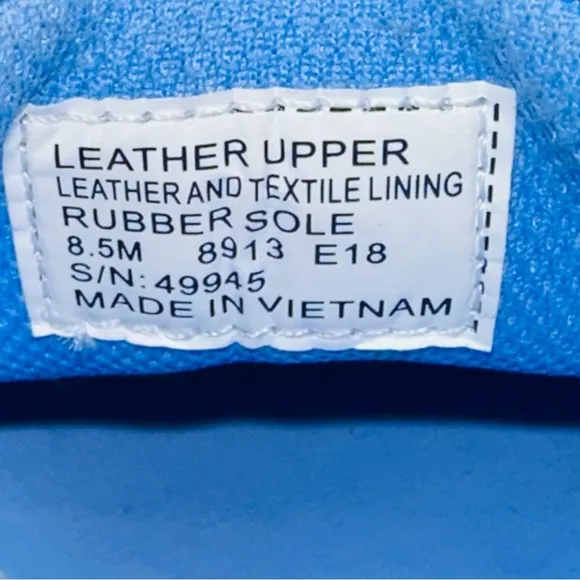 LEATHER UPPER
LEATHER AND TEXTILE LINING
RUBBER SOLE
8.5M 8913 E18
S/N: 49945
MADE IN VIETNAM